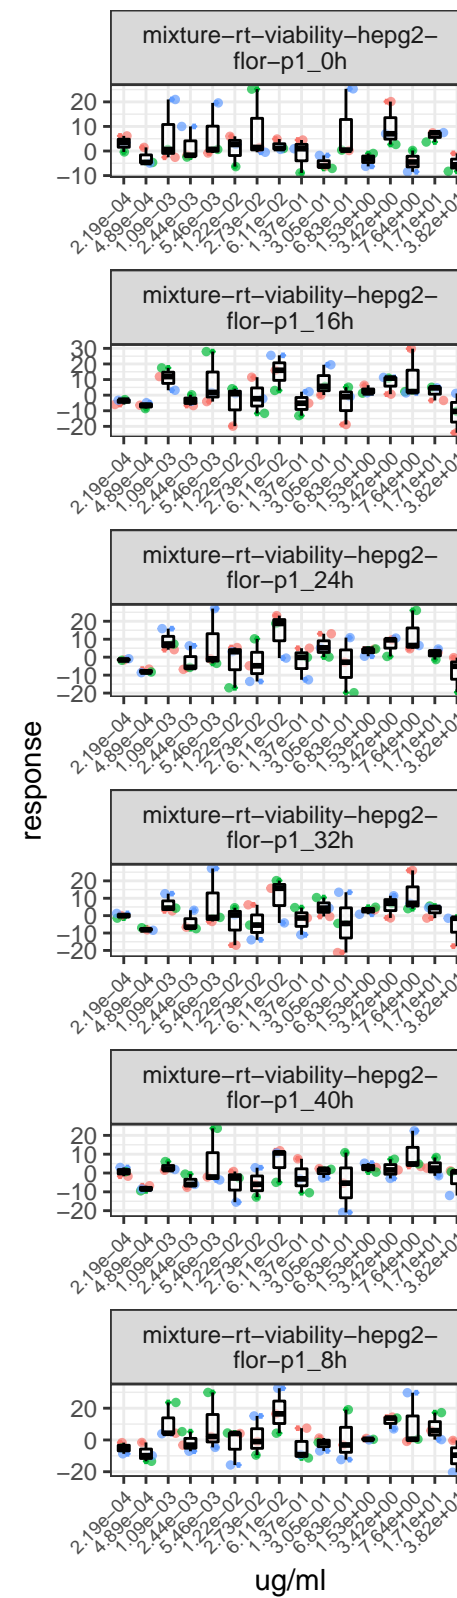 mixture−rt−viability−hepg2−
flor−p1_0h
20
10
0
−10
2.19e−04
4.89e−04
1.09e−03
2.44e−03
5.46e−03
1.22e−02
2.73e−02
6.11e−02
1.37e−01
3.05e−01
6.83e−01
1.53e+00
3.42e+00
7.64e+00
1.71e+01
3.82e+01
mixture−rt−viability−hepg2−
flor−p1_16h
30
20
10
0
−10
−20
2.19e−04
4.89e−04
1.09e−03
2.44e−03
5.46e−03
1.22e−02
2.73e−02
6.11e−02
1.37e−01
3.05e−01
6.83e−01
1.53e+00
3.42e+00
7.64e+00
1.71e+01
3.82e+01
mixture−rt−viability−hepg2−
flor−p1_24h
20
10
0
−10
−20
2.19e−04
4.89e−04
1.09e−03
2.44e−03
5.46e−03
1.22e−02
2.73e−02
6.11e−02
1.37e−01
3.05e−01
6.83e−01
1.53e+00
3.42e+00
7.64e+00
1.71e+01
3.82e+01
response
mixture−rt−viability−hepg2−
flor−p1_32h
20
10
0
−10
−20
2.19e−04
4.89e−04
1.09e−03
2.44e−03
5.46e−03
1.22e−02
2.73e−02
6.11e−02
1.37e−01
3.05e−01
6.83e−01
1.53e+00
3.42e+00
7.64e+00
1.71e+01
3.82e+01
mixture−rt−viability−hepg2−
flor−p1_40h
20
10
0
−10
−20
2.19e−04
4.89e−04
1.09e−03
2.44e−03
5.46e−03
1.22e−02
2.73e−02
6.11e−02
1.37e−01
3.05e−01
6.83e−01
1.53e+00
3.42e+00
7.64e+00
1.71e+01
3.82e+01
mixture−rt−viability−hepg2−
flor−p1_8h
20
0
−20
2.19e−04
4.89e−04
1.09e−03
2.44e−03
5.46e−03
1.22e−02
2.73e−02
6.11e−02
1.37e−01
3.05e−01
6.83e−01
1.53e+00
3.42e+00
7.64e+00
1.71e+01
3.82e+01
ug/ml